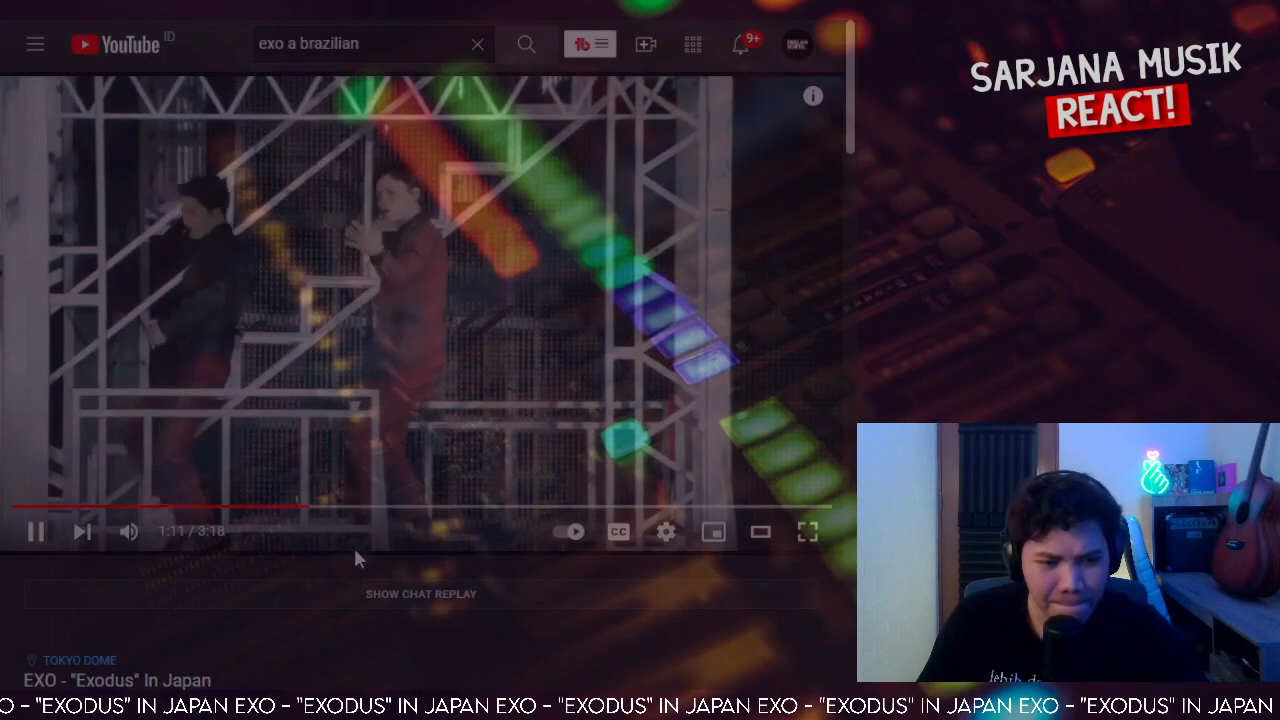 YouTube ID
exo a brazilian
9+
SARJANA MUSIK
REACT!
1:11 / 3:18
CC
SHOW CHAT REPLAY
TOKYO DOME
EXO - "Exodus" In Japan
lebih
O - "EXODUS" IN JAPAN EXO - "EXODUS" IN JAPAN EXO - "EXODUS" IN JAPAN EXO - "EXODUS" IN JAPAN EXO - "EXODUS" IN JAPAN